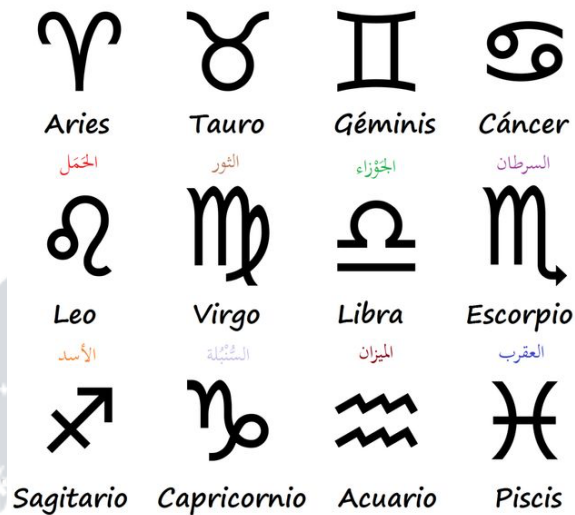 Aries Tauro Géminis Cáncer
الحَمَل الثور الجَوْزاء السرطان
Leo Virgo Libra Escorpio
الأسد السُّنْبُلة الميزان العقرب
Sagitario Capricornio Acuario Piscis